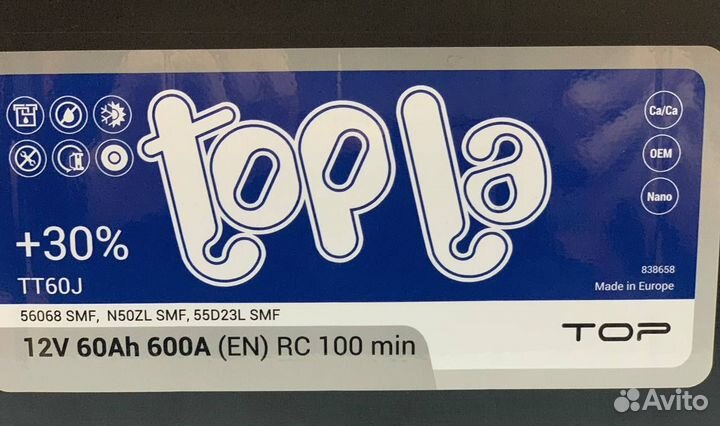 topla
Ca/Ca
OEM
Nano
+30%
TT60J
838658
Made in Europe
56068 SMF, N50ZL SMF, 55D23L SMF
12V 60Ah 600A (EN) RC 100 min
TOP
Avito